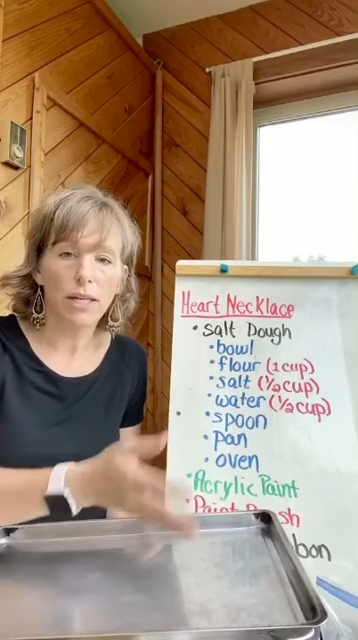 Heart Necklace
• Salt Dough
• bowl
• flour (1 cup)
• salt (½ cup)
• water (½ cup)
• spoon
• pan
• oven
• Acrylic Paint
• Paint